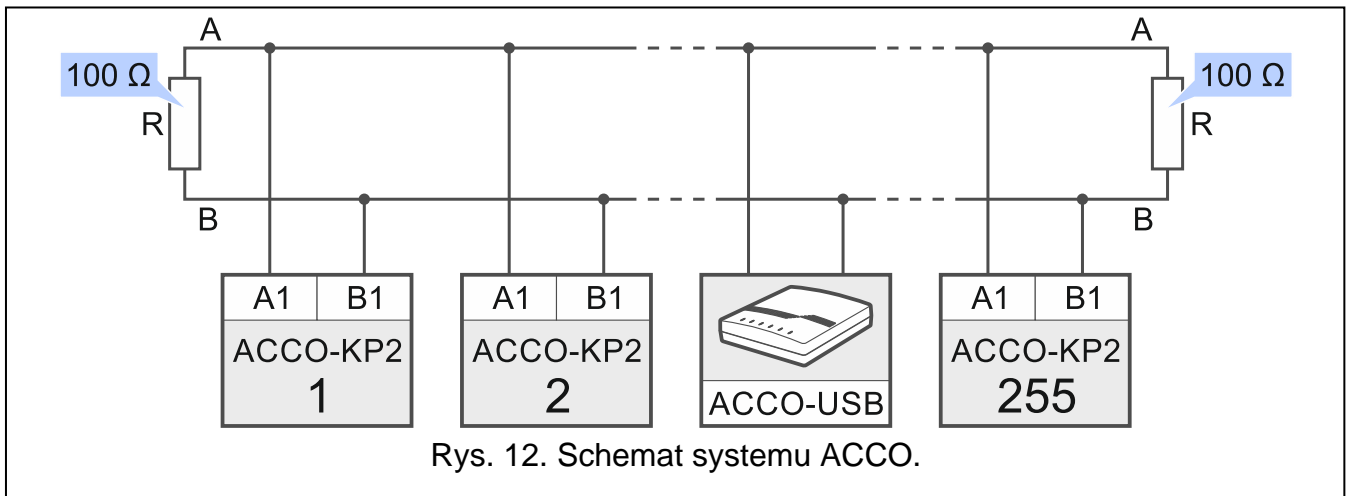 A A
100 Ω 100 Ω
R R
B B
A1 B1 A1 B1 A1 B1
ACCO-KP2 ACCO-KP2 ACCO-KP2
1 2 ACCO-USB 255
Rys. 12. Schemat systemu ACCO.